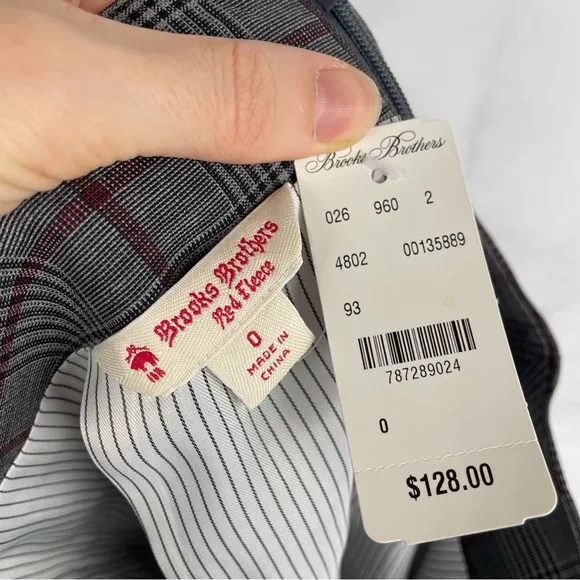 Brooks Brothers
Red Fleece
0
MADE IN
CHINA
Brooks Brothers
026 960 2
4802 00135889
93
787289024
0
$128.00